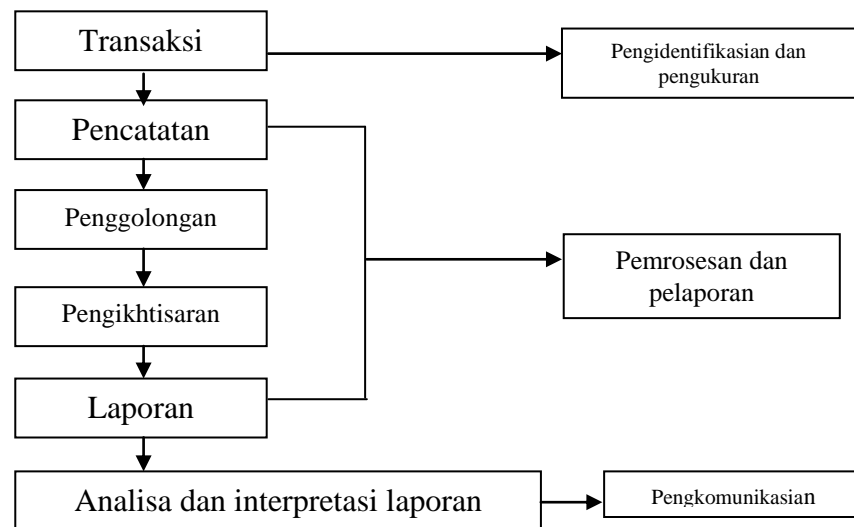 Transaksi
Pengidentifikasian dan
pengukuran
Pencatatan
Penggolongan
Pemrosesan dan
pelaporan
Pengikhtisaran
Laporan
Analisa dan interpretasi laporan
Pengkomunikasian